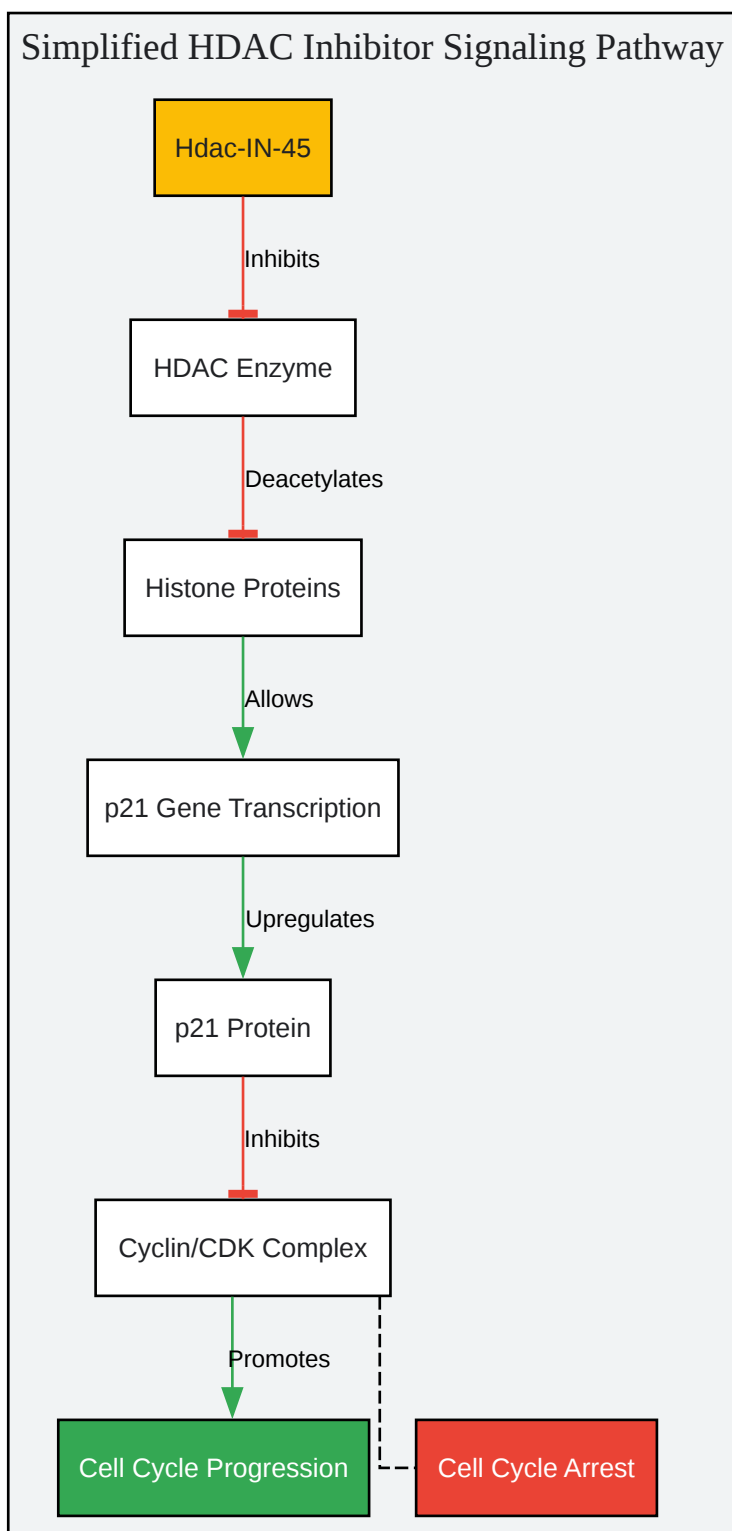 Simplified HDAC Inhibitor Signaling Pathway
Hdac-IN-45
Inhibits
HDAC Enzyme
Deacetylates
Histone Proteins
Allows
p21 Gene Transcription
Upregulates
p21 Protein
Inhibits
Cyclin/CDK Complex
Promotes
Cell Cycle Progression
Cell Cycle Arrest